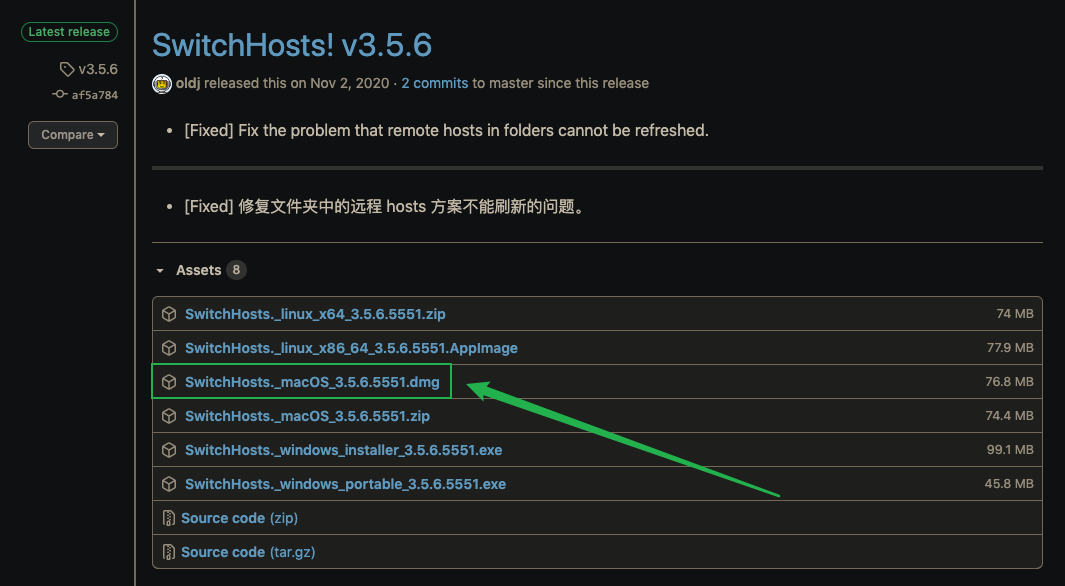 Latest release
v3.5.6
af5a784
Compare
SwitchHosts! v3.5.6
oldj released this on Nov 2, 2020 · 2 commits to master since this release
• [Fixed] Fix the problem that remote hosts in folders cannot be refreshed.
• [Fixed] 修复文件夹中的远程 hosts 方案不能刷新的问题。
Assets 8
SwitchHosts._linux_x64_3.5.6.5551.zip 74 MB
SwitchHosts._linux_x86_64_3.5.6.5551.AppImage 77.9 MB
SwitchHosts._macOS_3.5.6.5551.dmg 76.8 MB
SwitchHosts._macOS_3.5.6.5551.zip 74.4 MB
SwitchHosts._windows_installer_3.5.6.5551.exe 99.1 MB
SwitchHosts._windows_portable_3.5.6.5551.exe 45.8 MB
Source code (zip)
Source code (tar.gz)